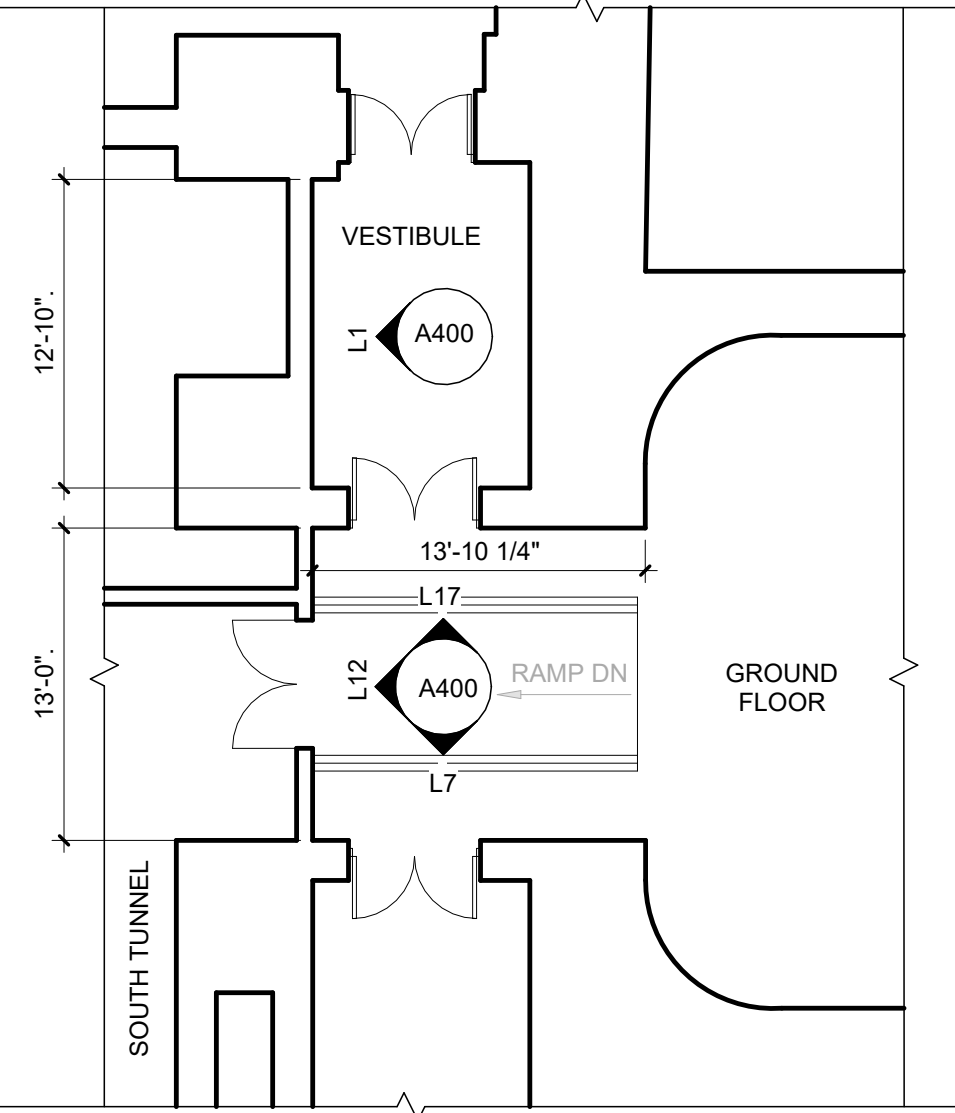 VESTIBULE
L1
A400
12'-10".
13'-10 1/4"
L17
L12
A400
RAMP DN
L7
13'-0".
GROUND
FLOOR
SOUTH TUNNEL